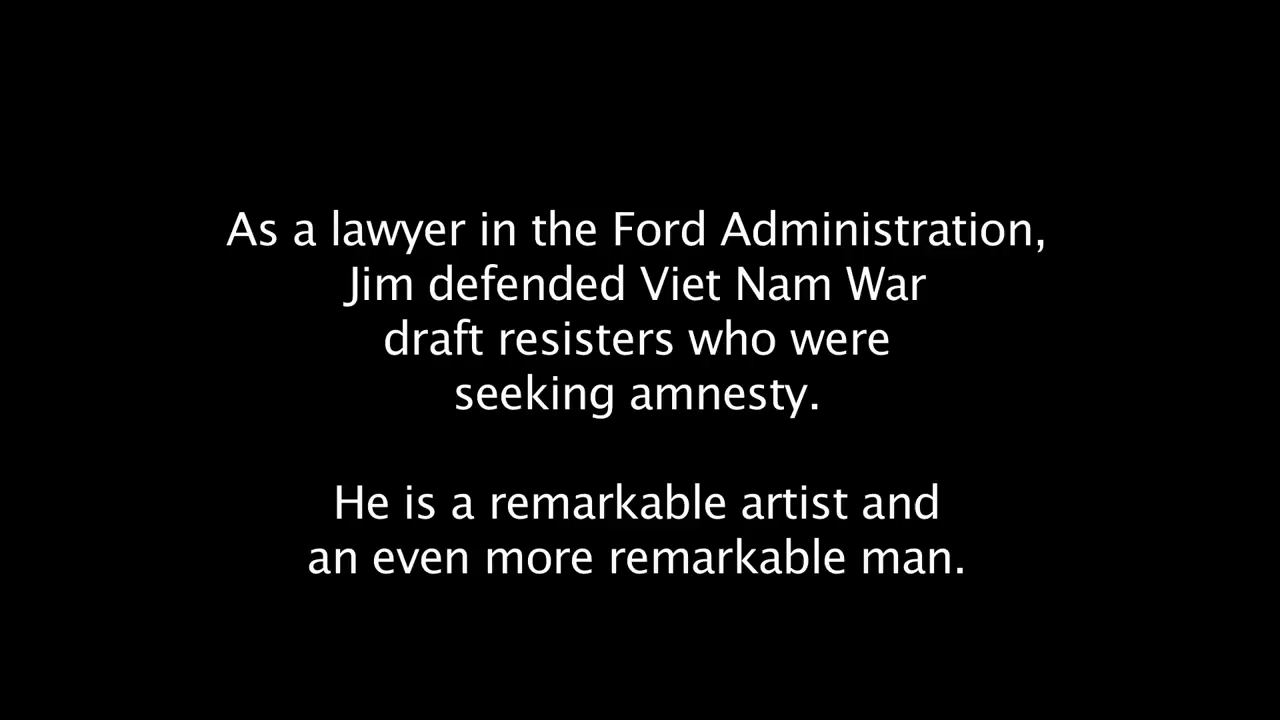 As a lawyer in the Ford Administration,
Jim defended Viet Nam War
draft resisters who were
seeking amnesty.
He is a remarkable artist and
an even more remarkable man.